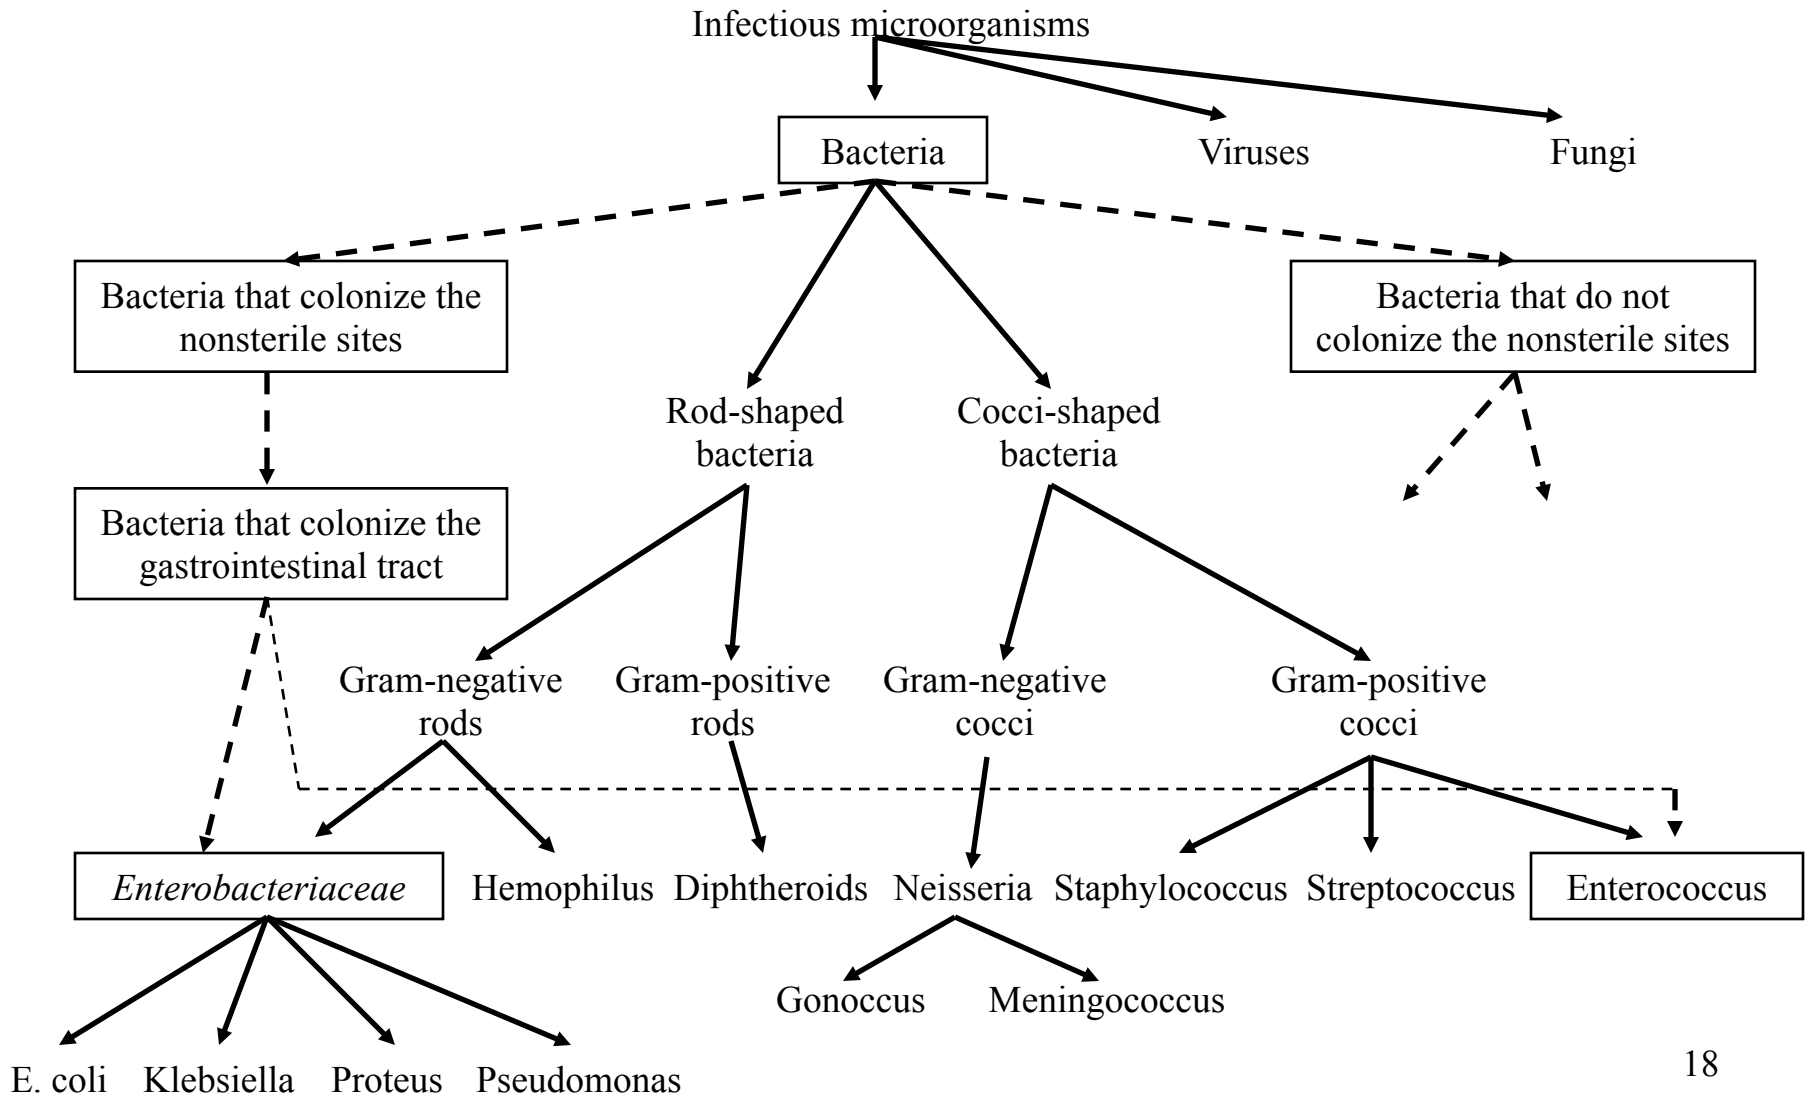 Infectious microorganisms
Bacteria
Viruses
Fungi
Bacteria that colonize the
nonsterile sites
Bacteria that do not
colonize the nonsterile sites
Rod-shaped
bacteria
Cocci-shaped
bacteria
Bacteria that colonize the
gastrointestinal tract
Gram-negative
rods
Gram-positive
rods
Gram-negative
cocci
Gram-positive
cocci
Enterobacteriaceae
Hemophilus
Diphtheroids
Neisseria
Staphylococcus
Streptococcus
Enterococcus
Gonoccus
Meningococcus
E. coli
Klebsiella
Proteus
Pseudomonas
18